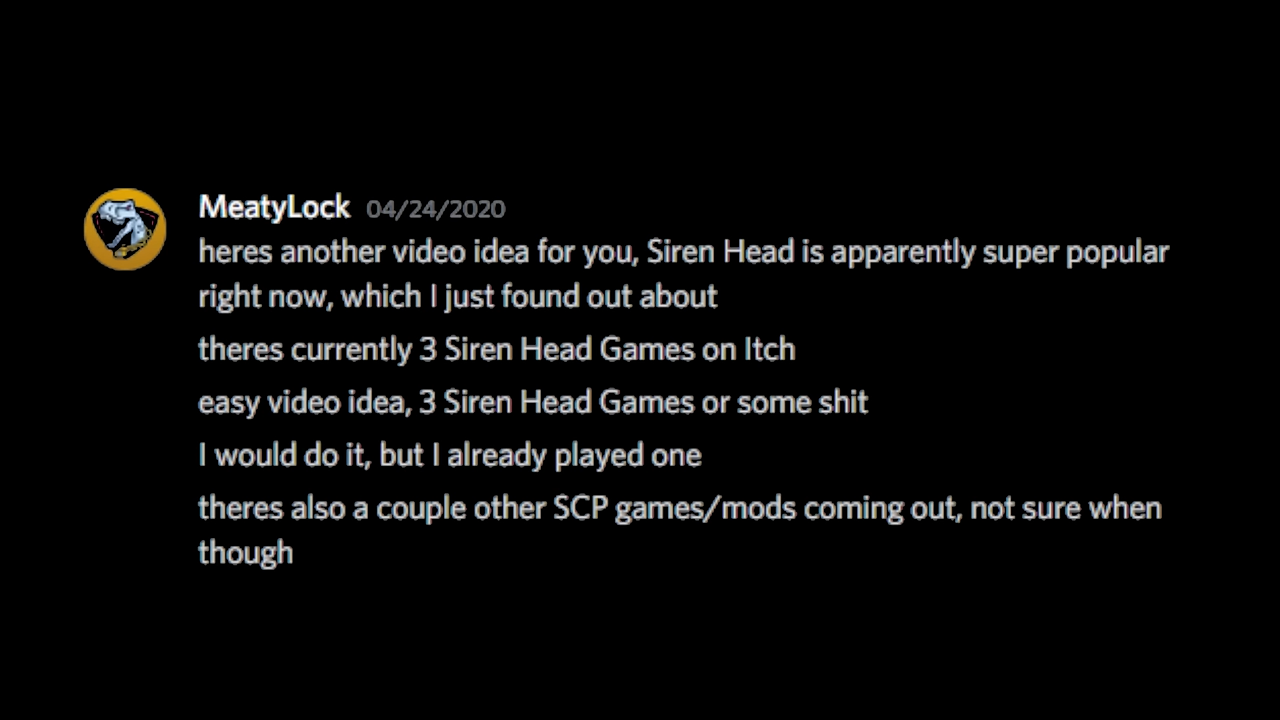 MeatyLock 04/24/2020
heres another video idea for you, Siren Head is apparently super popular
right now, which I just found out about
theres currently 3 Siren Head Games on Itch
easy video idea, 3 Siren Head Games or some shit
I would do it, but I already played one
theres also a couple other SCP games/mods coming out, not sure when
though